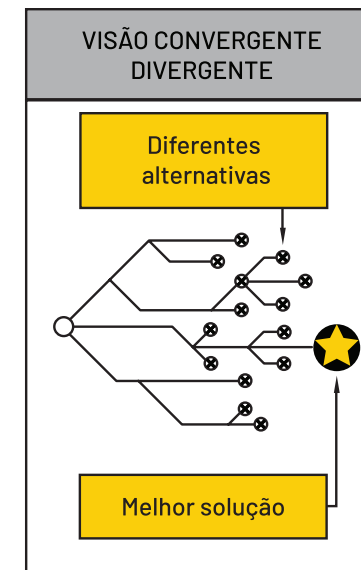 VISÃO CONVERGENTE
DIVERGENTE
Diferentes
alternativas
Melhor solução